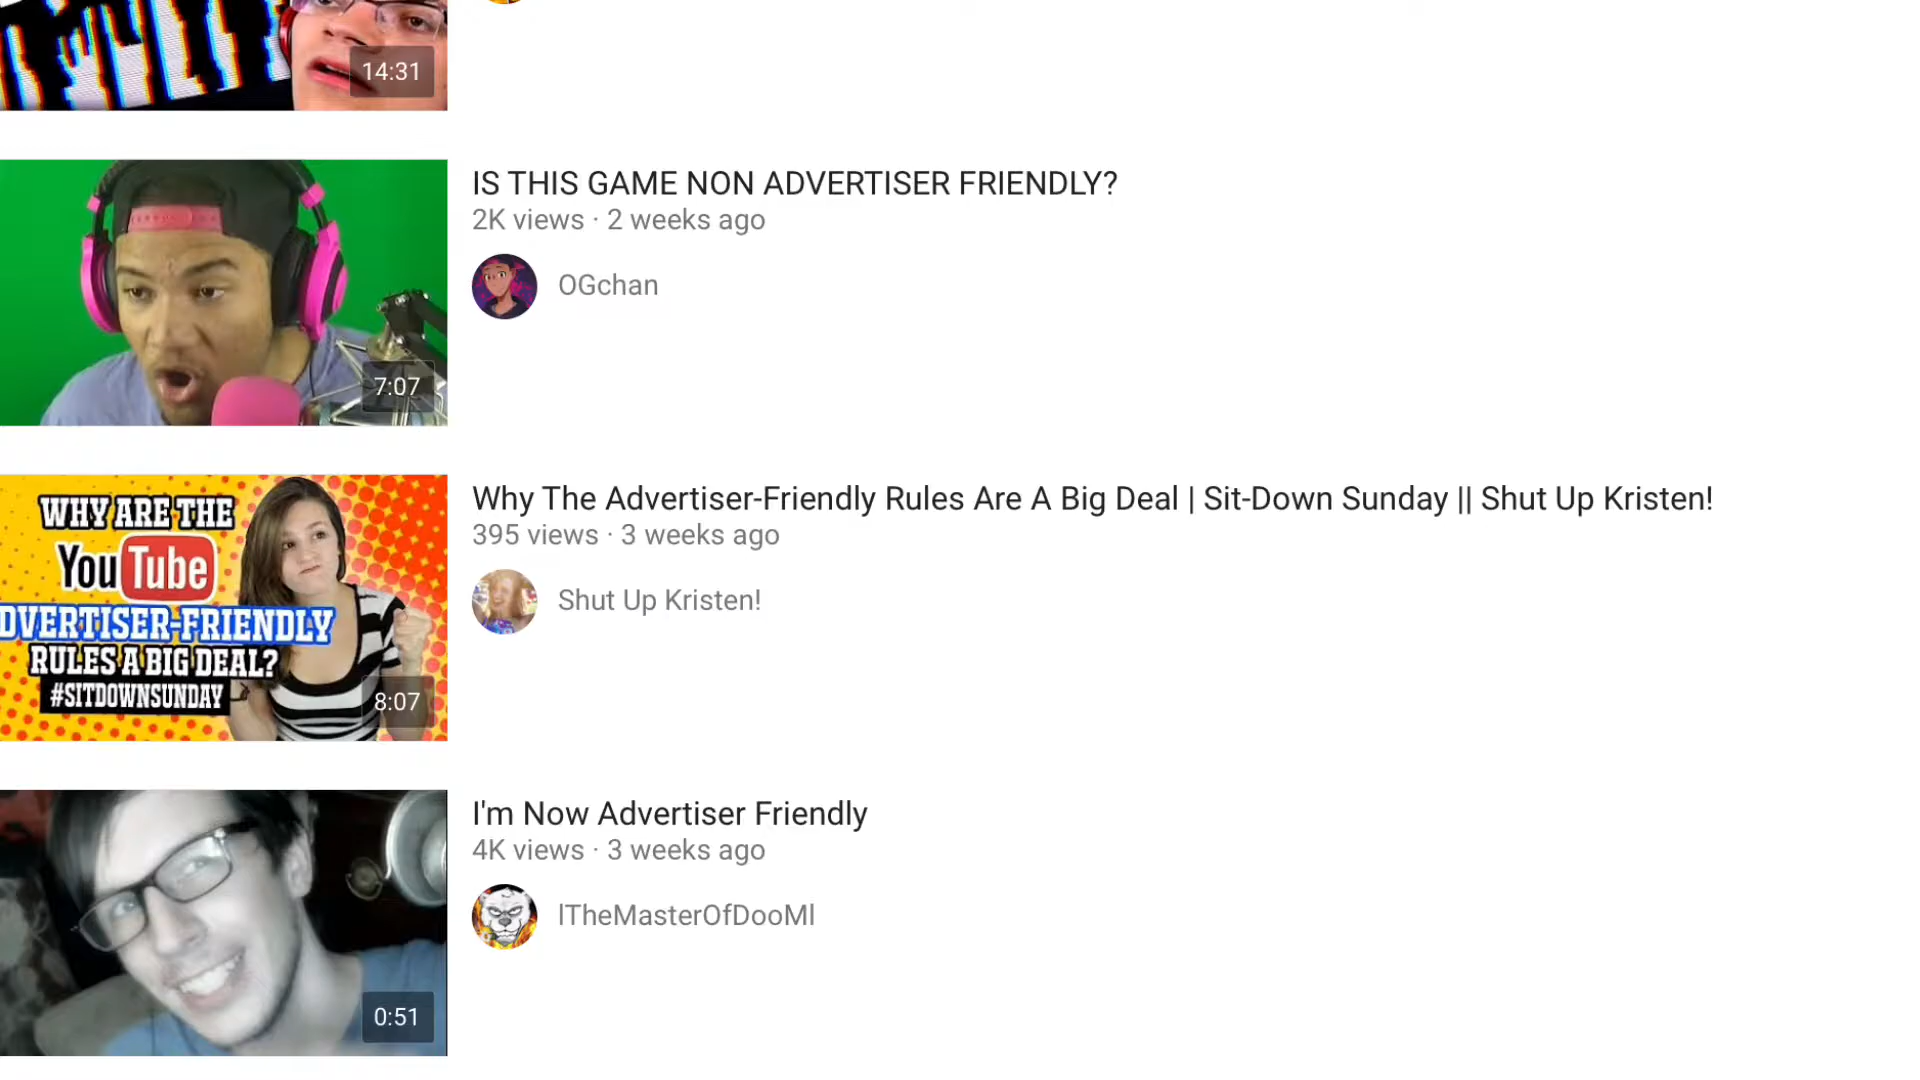 14:31
IS THIS GAME NON ADVERTISER FRIENDLY?
2K views · 2 weeks ago
OGchan
7:07
Why The Advertiser-Friendly Rules Are A Big Deal | Sit-Down Sunday || Shut Up Kristen!
395 views · 3 weeks ago
Shut Up Kristen!
WHY ARE THE
YouTube
DVERTISER-FRIENDLY
RULES A BIG DEAL?
#SITDOWNSUNDAY
8:07
I'm Now Advertiser Friendly
4K views · 3 weeks ago
lTheMasterOfDooMl
0:51